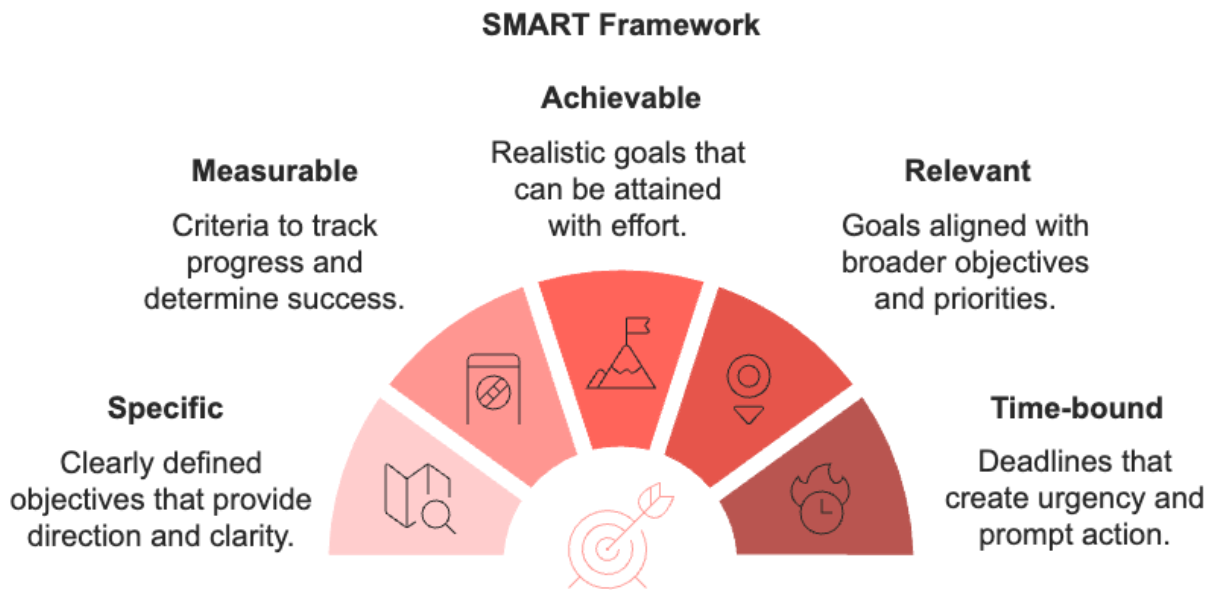 SMART Framework
Specific
Clearly defined
objectives that provide
direction and clarity.
Measurable
Criteria to track
progress and
determine success.
Achievable
Realistic goals that
can be attained
with effort.
Relevant
Goals aligned with
broader objectives
and priorities.
Time-bound
Deadlines that
create urgency and
prompt action.